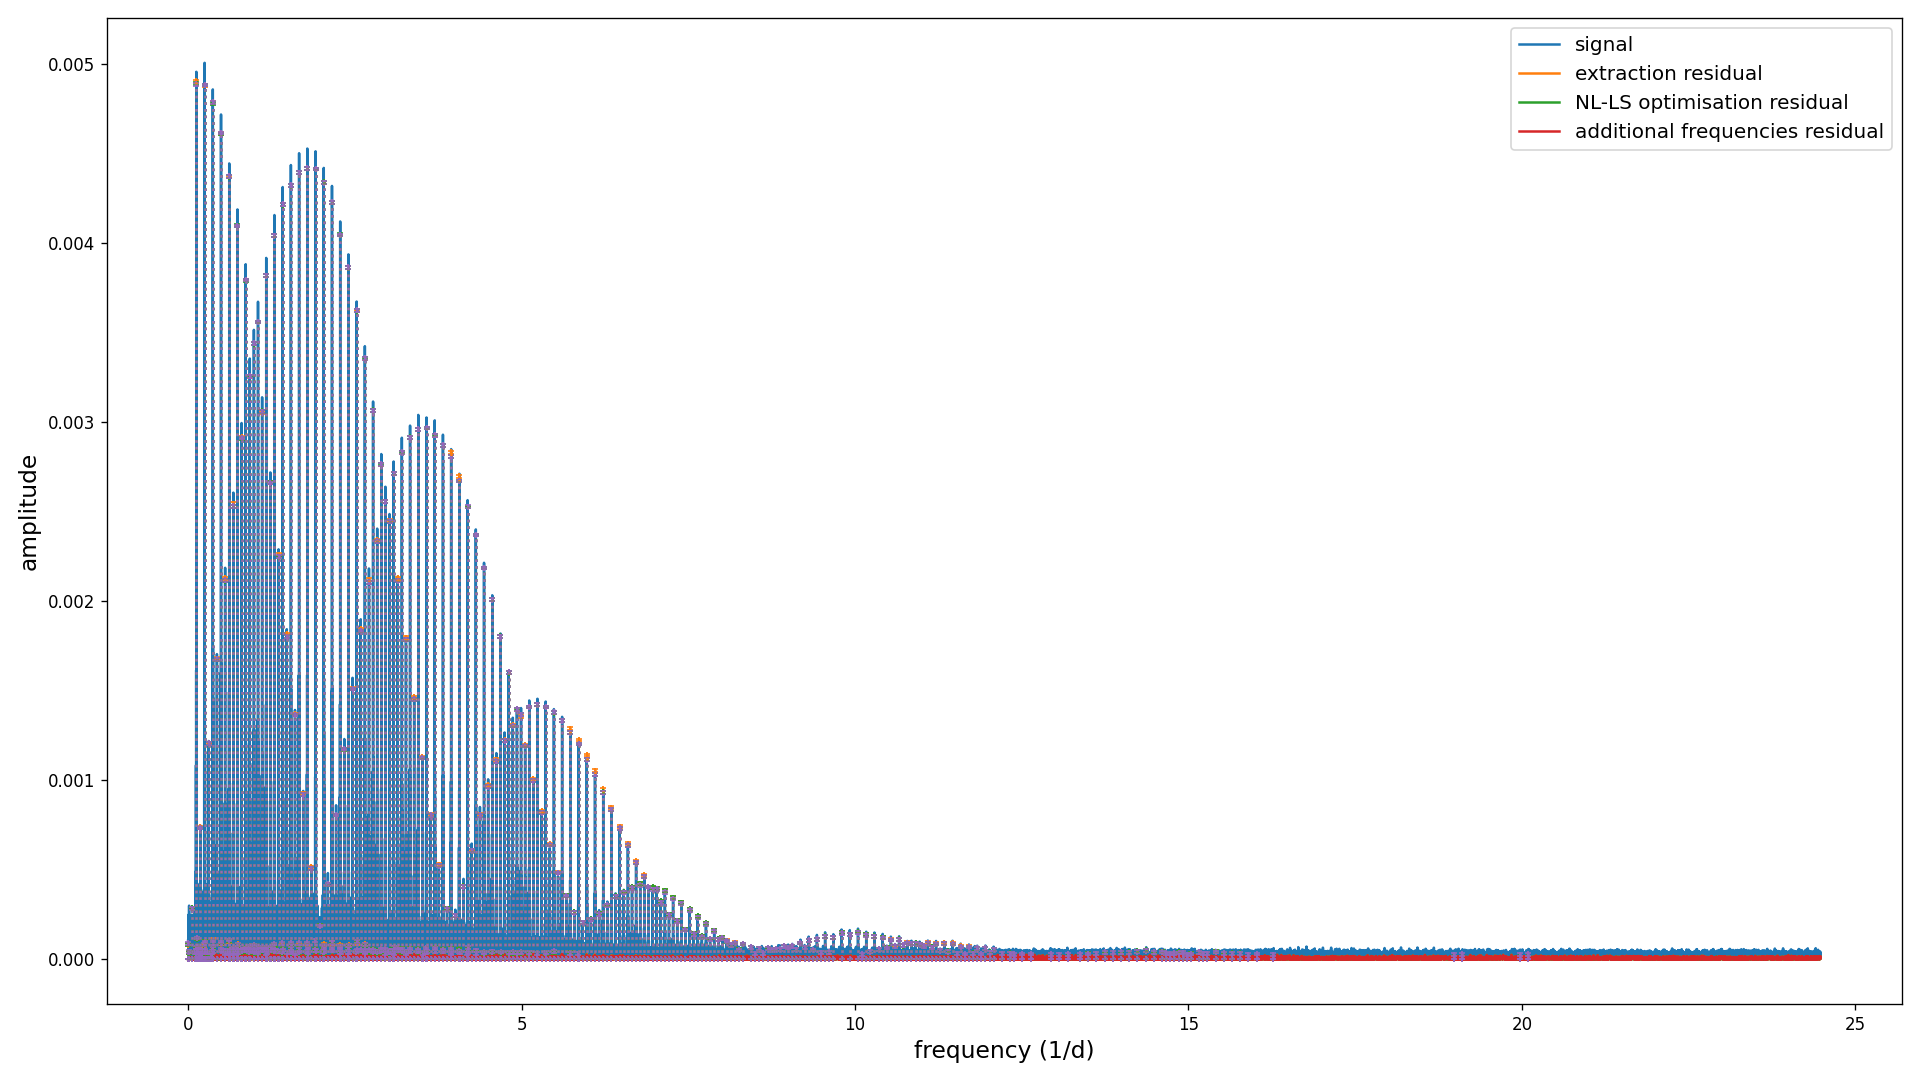 signal
extraction residual
NL-LS optimisation residual
additional frequencies residual
0.005
0.004
0.003
0.002
0.001
0.000
amplitude
0 5 10 15 20 25
frequency (1/d)